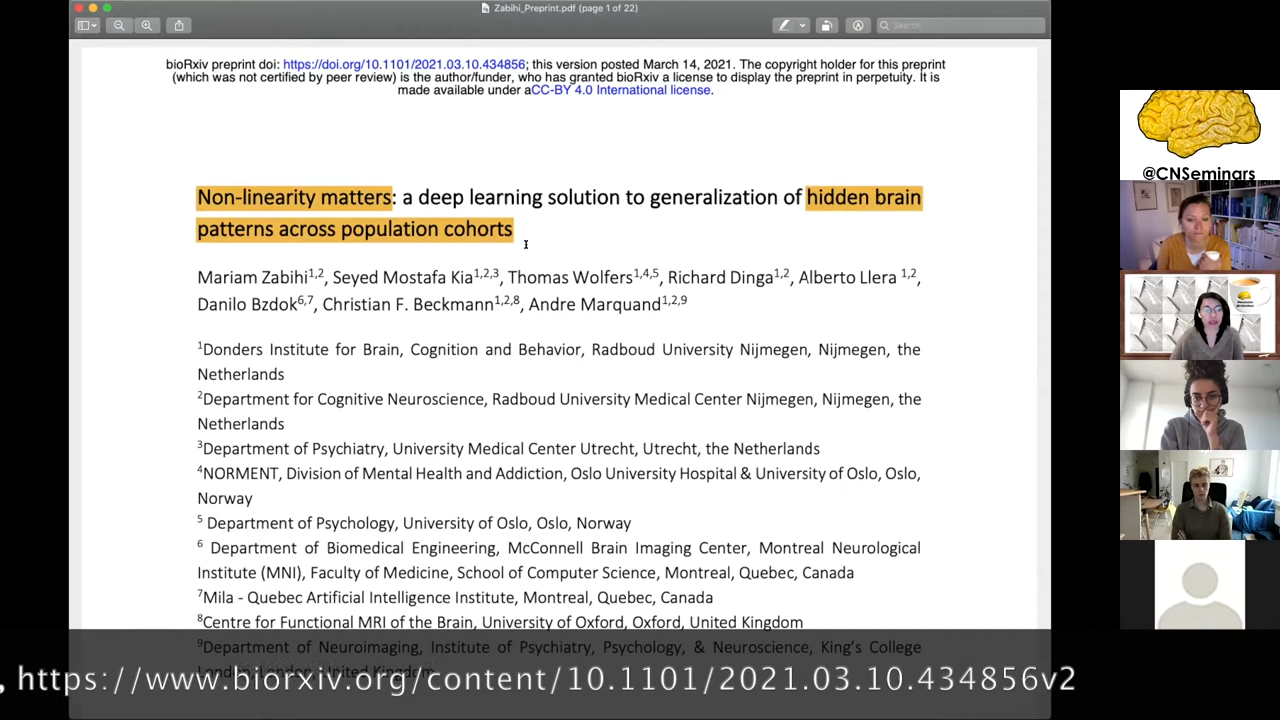 Zabihi_Preprint.pdf (page 1 of 22)
Search
bioRxiv preprint doi: https://doi.org/10.1101/2021.03.10.434856; this version posted March 14, 2021. The copyright holder for this preprint
(which was not certified by peer review) is the author/funder, who has granted bioRxiv a license to display the preprint in perpetuity. It is
made available under aCC-BY 4.0 International license.
Non-linearity matters: a deep learning solution to generalization of hidden brain
patterns across population cohorts
Mariam Zabihi1,2, Seyed Mostafa Kia1,2,3, Thomas Wolfers1,4,5, Richard Dinga1,2, Alberto Llera 1,2,
Danilo Bzdok6,7, Christian F. Beckmann1,2,8, Andre Marquand1,2,9
1Donders Institute for Brain, Cognition and Behavior, Radboud University Nijmegen, Nijmegen, the
Netherlands
2Department for Cognitive Neuroscience, Radboud University Medical Center Nijmegen, Nijmegen, the
Netherlands
3Department of Psychiatry, University Medical Center Utrecht, Utrecht, the Netherlands
4NORMENT, Division of Mental Health and Addiction, Oslo University Hospital & University of Oslo, Oslo,
Norway
5 Department of Psychology, University of Oslo, Oslo, Norway
6 Department of Biomedical Engineering, McConnell Brain Imaging Center, Montreal Neurological
Institute (MNI), Faculty of Medicine, School of Computer Science, Montreal, Quebec, Canada
7Mila - Quebec Artificial Intelligence Institute, Montreal, Quebec, Canada
8Centre for Functional MRI of the Brain, University of Oxford, Oxford, United Kingdom
9Department of Neuroimaging, Institute of Psychiatry, Psychology, & Neuroscience, King's College
London, London, United Kingdom
, https://www.biorxiv.org/content/10.1101/2021.03.10.434856v2
@CNSeminars